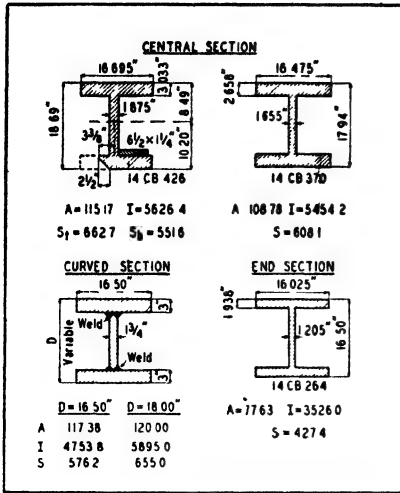 CENTRAL SECTION
16 695"
3.033"
1 875"
18 69"
8 49"
10.20"
3⅜"
6½ × 1¼"
2½
14 CB 426
A = 115 17 I = 5626 4
St = 662 7 Sb = 551 6
16 475"
2 658"
1 655"
17 94"
14 CB 370
A 108 78 I = 5454 2
S = 608 1
CURVED SECTION
16 50"
3"
Weld
1¾"
D
Variable
Weld
3"
D = 16 50" D = 18 00"
A 117 38 120 00
I 4753 8 5895 0
S 576 2 655 0
END SECTION
16 025"
1 938"
1 205"
16 50"
14 CB 264
A = 77 63 I = 3526 0
S = 427 4